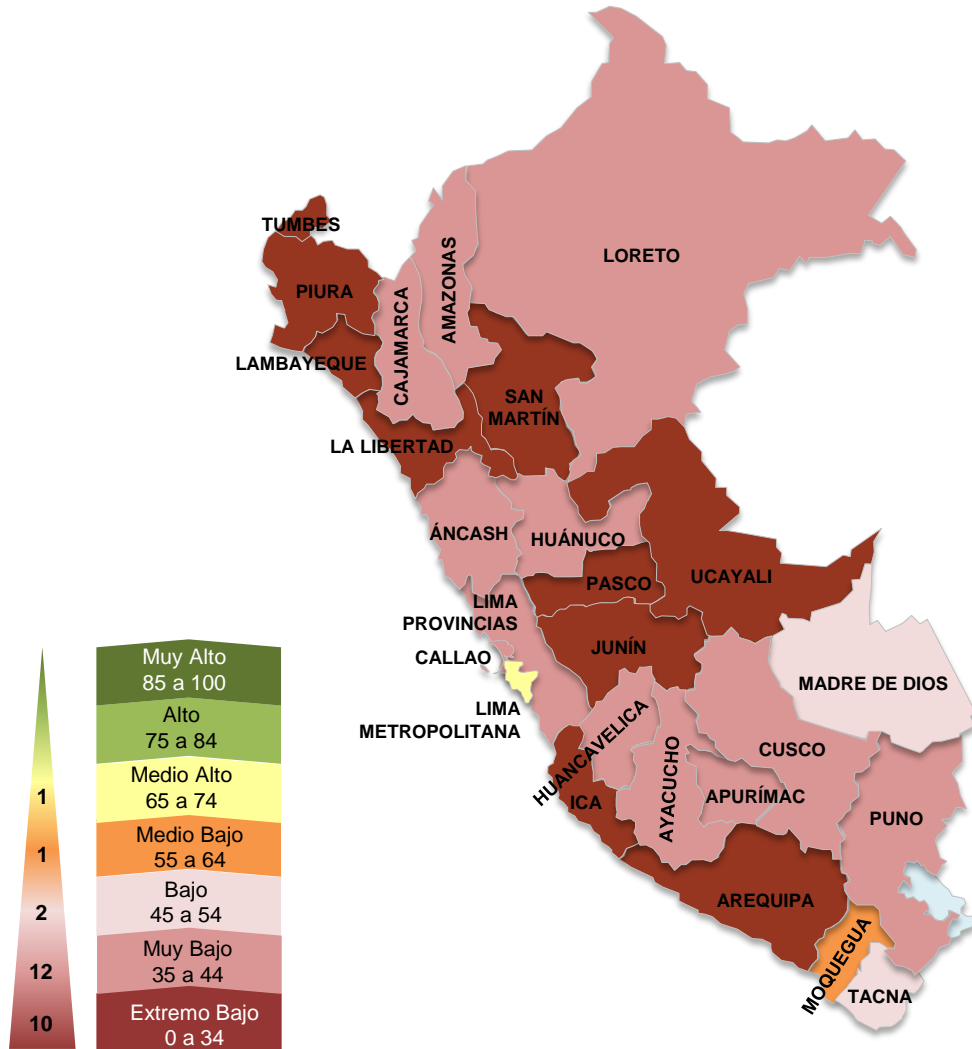 TUMBES
PIURA
LAMBAYEQUE
CAJAMARCA
AMAZONAS
LORETO
SAN
MARTÍN
LA LIBERTAD
ÁNCASH
HUÁNUCO
PASCO
UCAYALI
LIMA
PROVINCIAS
JUNÍN
CALLAO
MADRE DE DIOS
LIMA
METROPOLITANA
HUANCAVELICA
CUSCO
ICA
AYACUCHO
APURÍMAC
PUNO
AREQUIPA
MOQUEGUA
TACNA
Muy Alto
85 a 100
Alto
75 a 84
1
Medio Alto
65 a 74
1
Medio Bajo
55 a 64
2
Bajo
45 a 54
12
Muy Bajo
35 a 44
10
Extremo Bajo
0 a 34